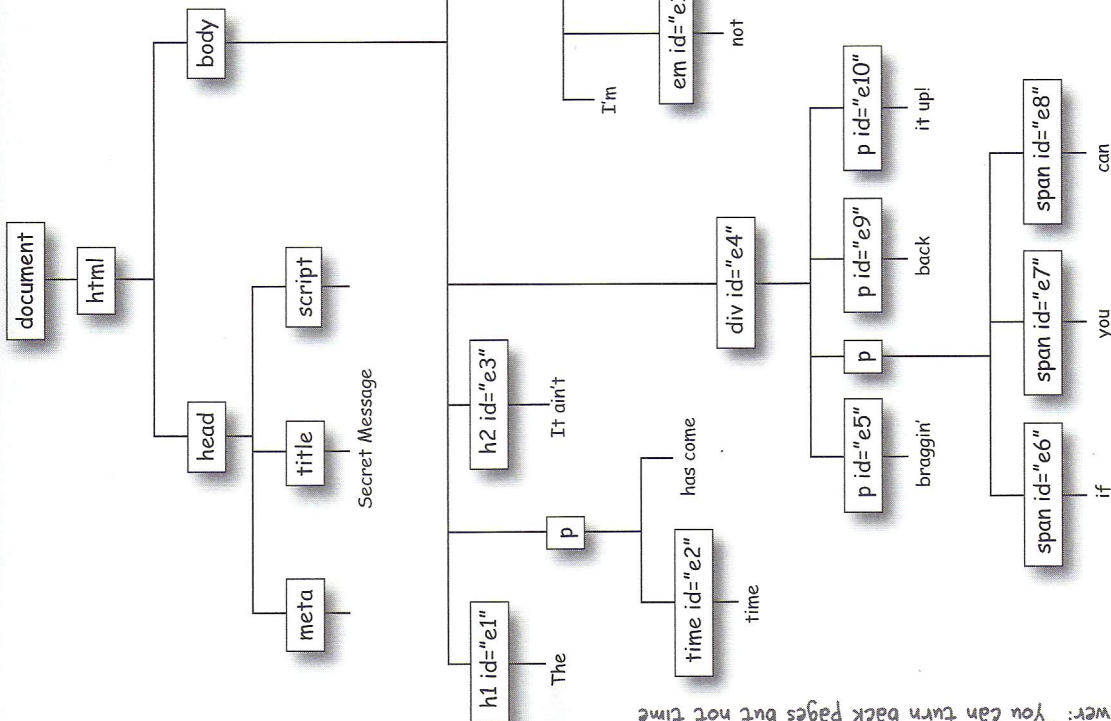 document
html
head
body
meta
title
script
Secret Message
h1 id="e1"
The
p
time id="e2"
time
has come
h2 id="e3"
It ain't
div id="e4"
p id="e5"
braggin'
p
span id="e6"
if
span id="e7"
you
span id="e8"
can
p id="e9"
back
p id="e10"
it up!
I'm
em id="e
not
wer: You can turn back pages but not time